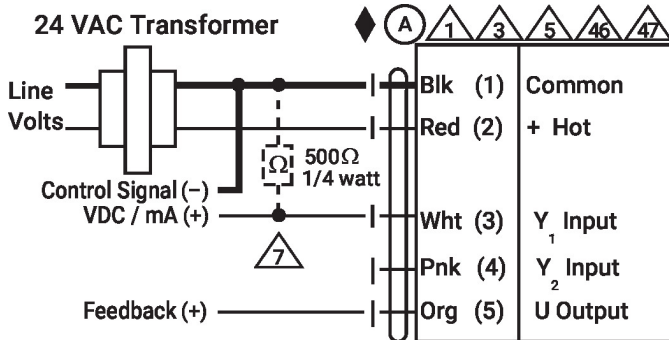 24 VAC Transformer
A 1 3 5 46 47
Line
Volts
Blk (1) Common
Red (2) + Hot
Ω 500Ω
1/4 watt
Control Signal (−)
VDC / mA (+)
Wht (3) Y1 Input
7
Pnk (4) Y2 Input
Feedback (+)
Org (5) U Output